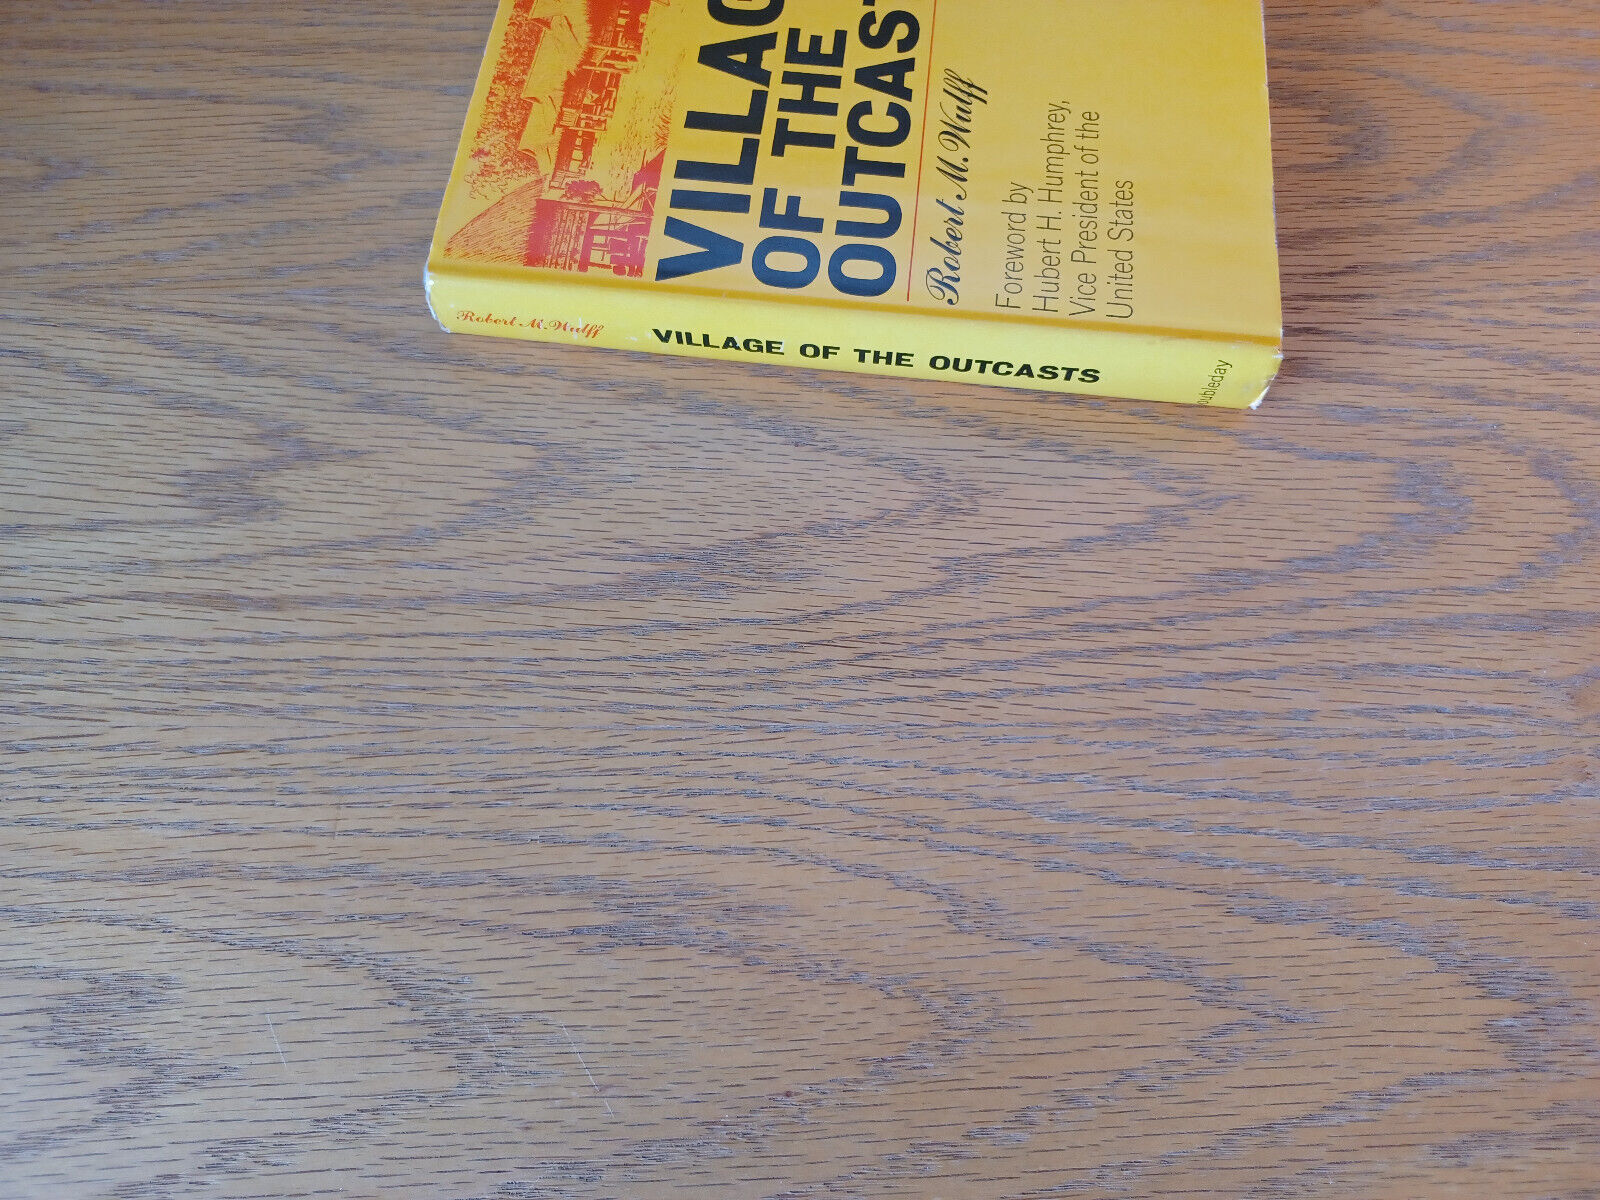 VILLAG
OF THE
OUTCAST
Robert M. Wulff
Foreword by
Hubert H. Humphrey,
Vice President of the
United States
Robert M. Wulff
VILLAGE OF THE OUTCASTS
Doubleday